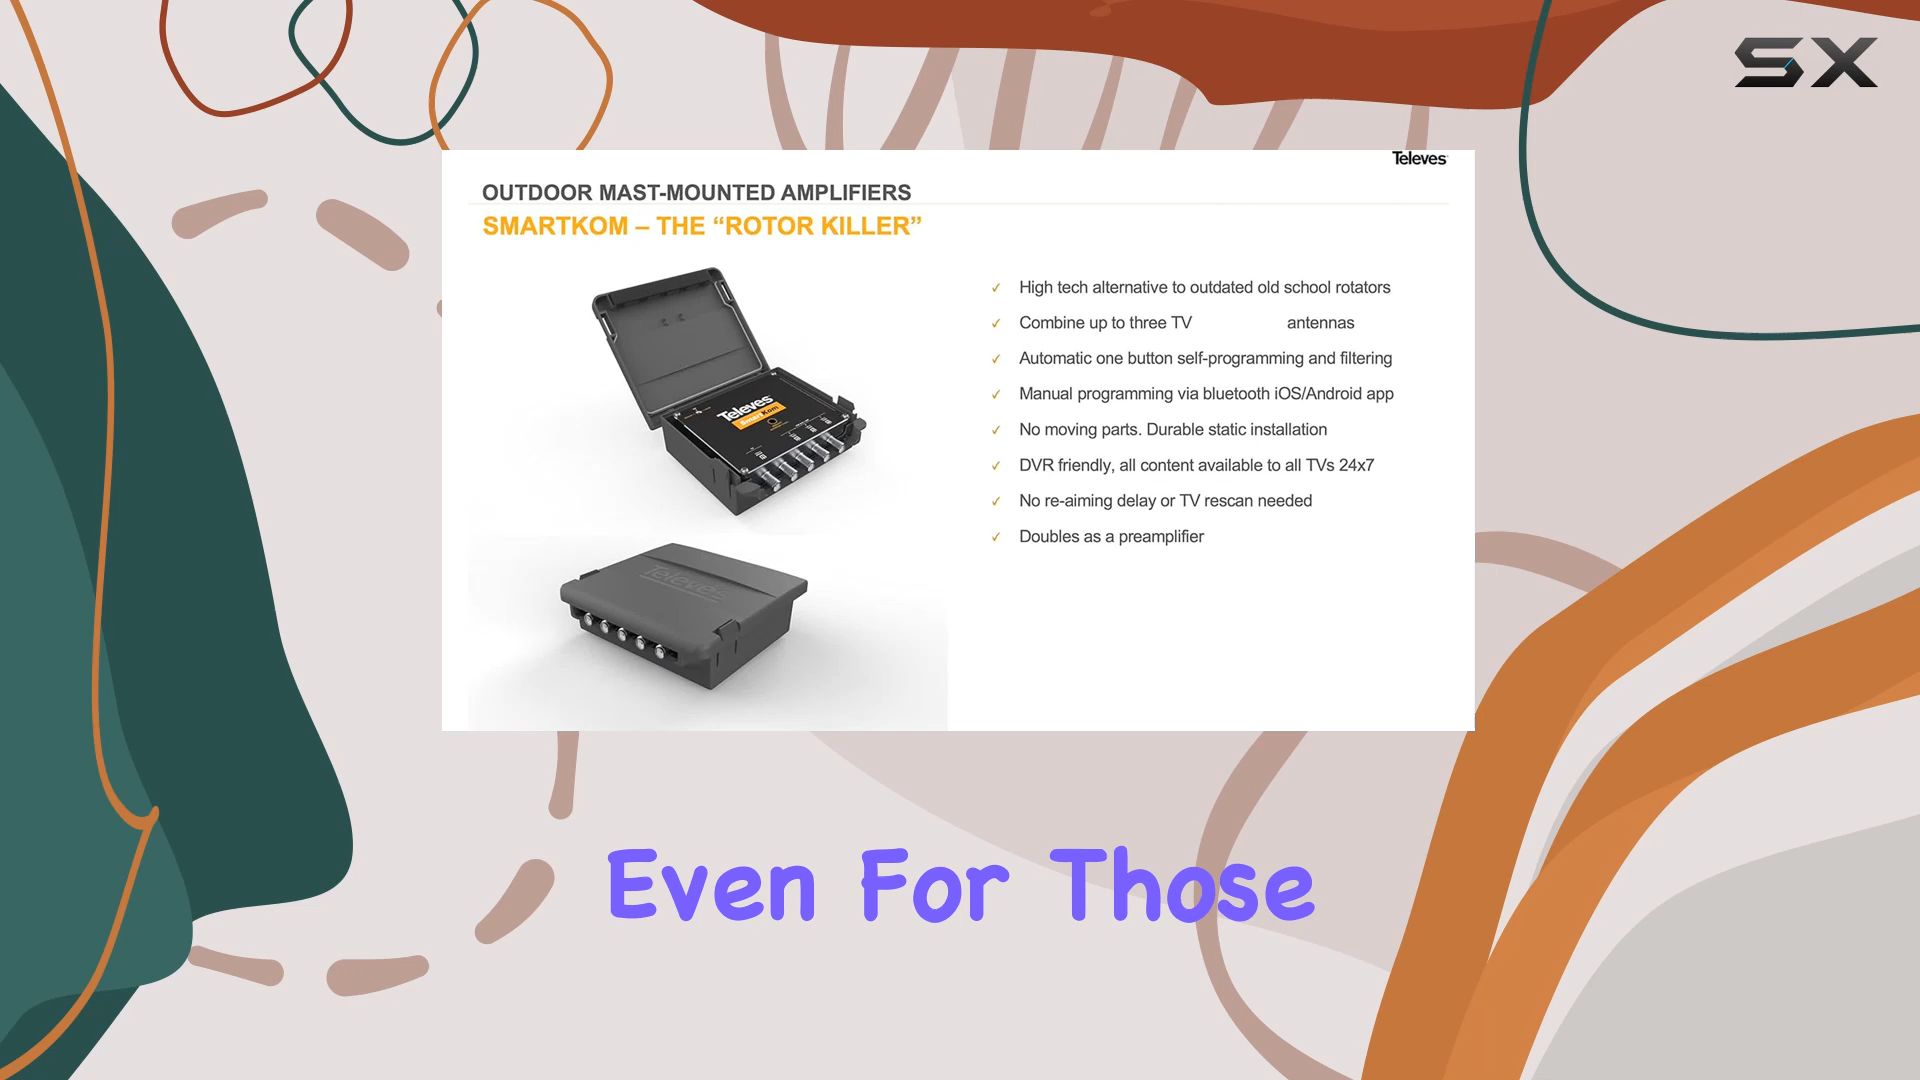 SX
Televes
OUTDOOR MAST-MOUNTED AMPLIFIERS
SMARTKOM – THE “ROTOR KILLER”
✓ High tech alternative to outdated old school rotators
✓ Combine up to three TV antennas
✓ Automatic one button self-programming and filtering
✓ Manual programming via bluetooth iOS/Android app
✓ No moving parts. Durable static installation
✓ DVR friendly, all content available to all TVs 24x7
✓ No re-aiming delay or TV rescan needed
✓ Doubles as a preamplifier
Televes
SmartKom
Televes
Even For Those